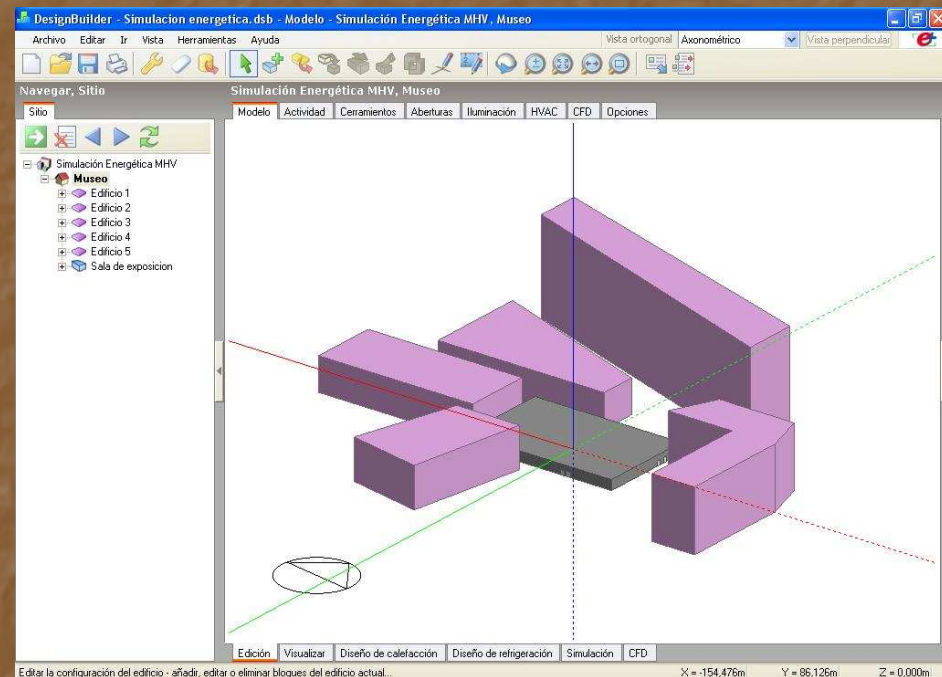 DesignBuilder - Simulacion energetica.dsb - Modelo - Simulación Energética MHV, Museo
Archivo Editar Ir Vista Herramientas Ayuda Vista ortogonal Axonométrico Vista perpendicular
Navegar, Sitio
Simulación Energética MHV, Museo
Sitio
Modelo Actividad Cerramientos Aberturas Iluminación HVAC CFD Opciones
Simulación Energética MHV
Museo
Edificio 1
Edificio 2
Edificio 3
Edificio 4
Edificio 5
Sala de exposicion
Edición Visualizar Diseño de calefacción Diseño de refrigeración Simulación CFD
Editar la configuración del edificio - añadir, editar o eliminar bloques del edificio actual... X = -154,476m Y = 86,126m Z = 0,000m